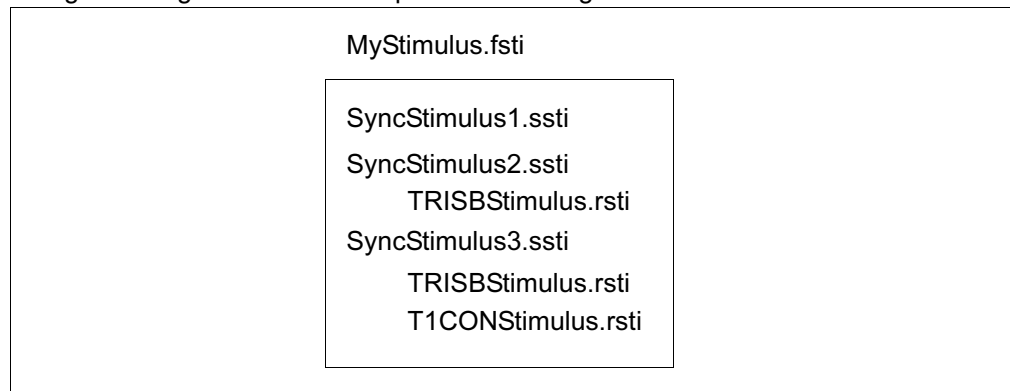 MyStimulus.fsti
SyncStimulus1.ssti
SyncStimulus2.ssti
TRISBStimulus.rsti
SyncStimulus3.ssti
TRISBStimulus.rsti
T1CONStimulus.rsti